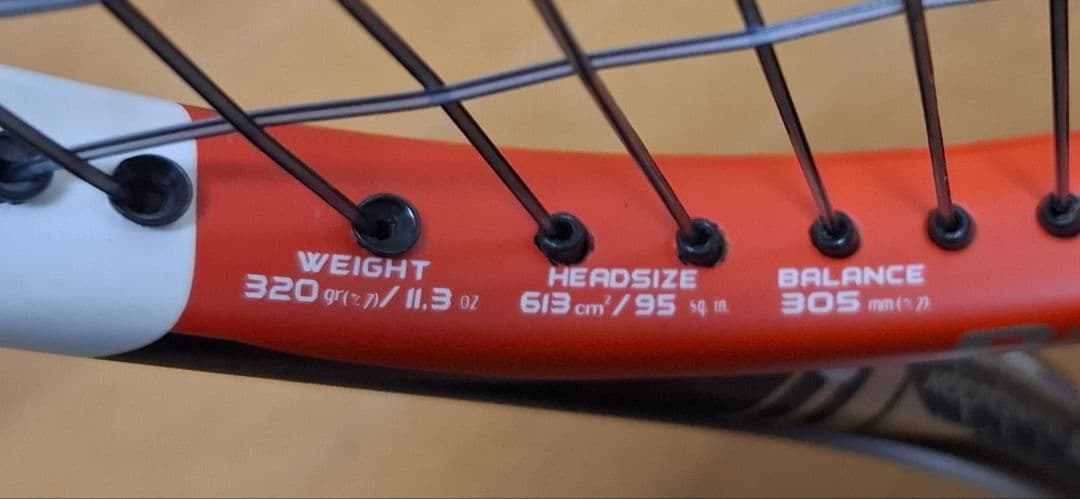 WEIGHT
320 gr(± 7)/ 11.3 oz
HEADSIZE
613 cm²/95 sq. in.
BALANCE
305 mm (± 7)